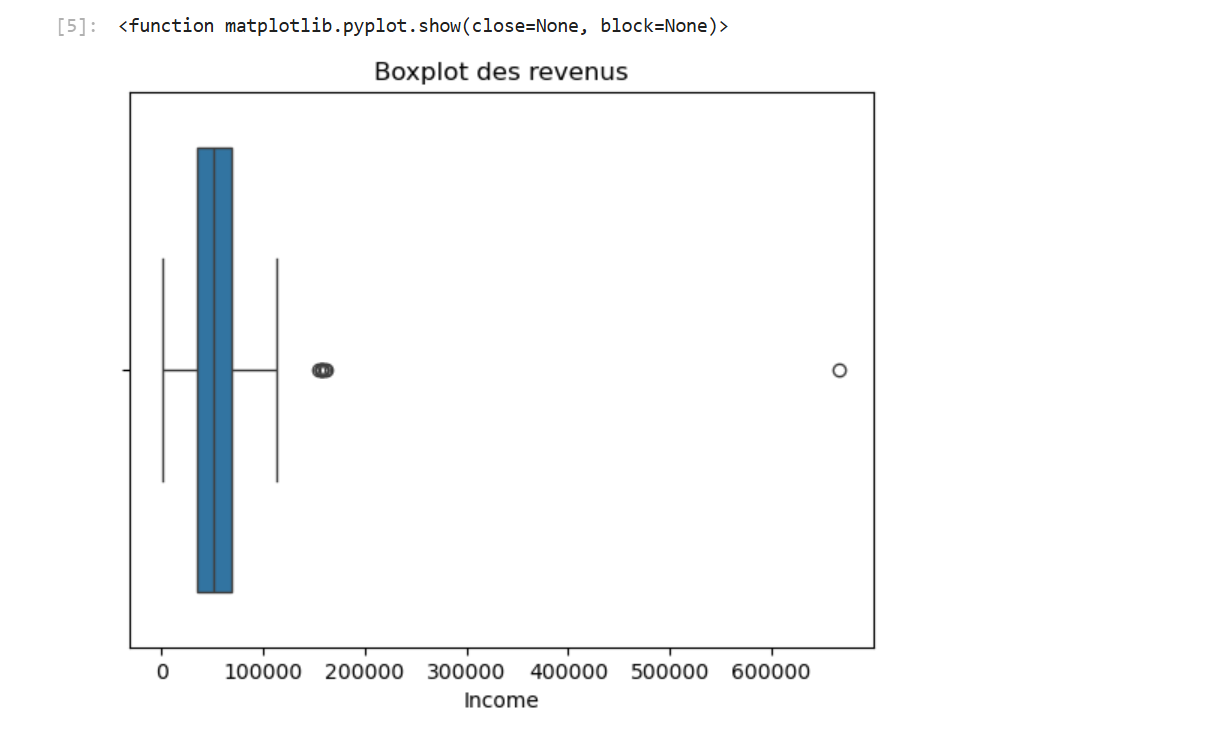 [5]: <function matplotlib.pyplot.show(close=None, block=None)>
Boxplot des revenus
0 100000 200000 300000 400000 500000 600000
Income